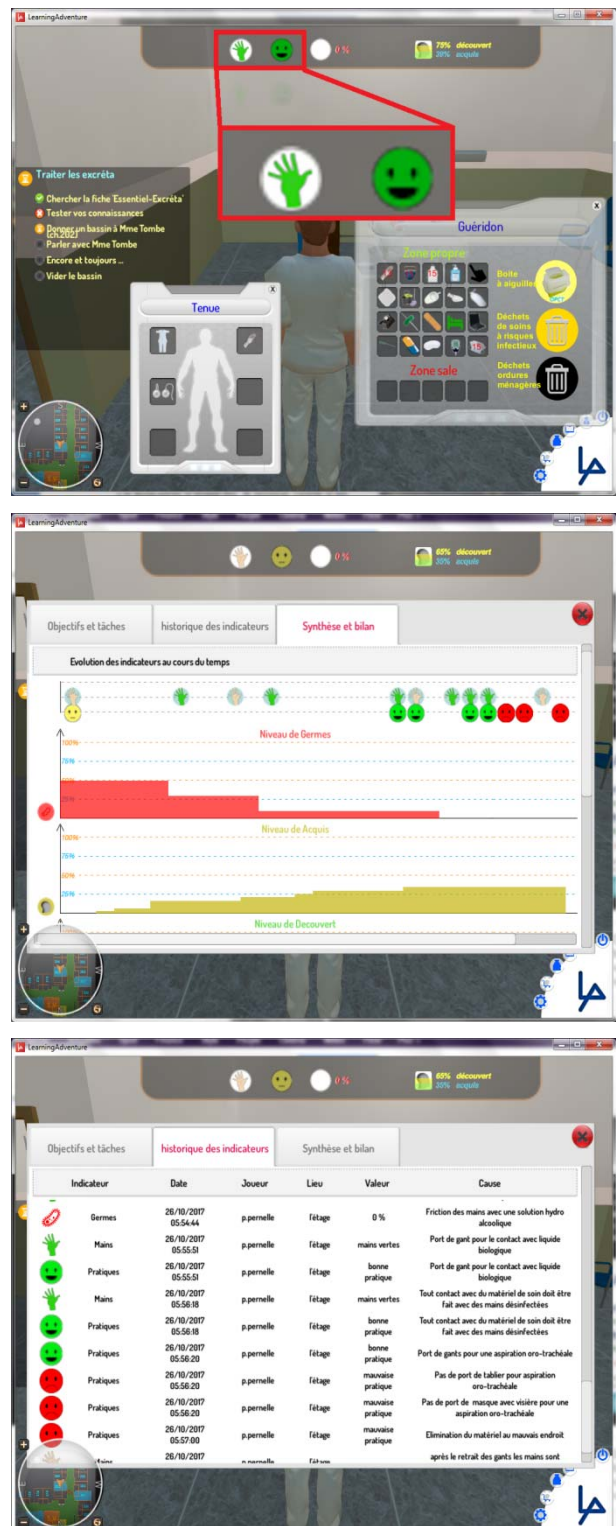 LearningAdventure
0 %
75% découvert
38% acquis
Traiter les excréta
Chercher la fiche 'Essentiel-Excréta'
Tester vos connaissances
Donner un bassin à Mme Tombe
(ch.202)
Parler avec Mme Tombe
Encore et toujours ...
Vider le bassin
Tenue
Guéridon
Zone propre
15
15
Zone sale
Boite
à aiguilles
Déchets
de soins
à risques
infectieux
Déchets
ordures
ménagères
LearningAdventure
0 %
65% découvert
35% acquis
Objectifs et tâches
historique des indicateurs
Synthèse et bilan
Evolution des indicateurs au cours du temps
Niveau de Germes
100%
75%
50%
25%
Niveau de Acquis
100%
75%
50%
25%
Niveau de Decouvert
100%
LearningAdventure
0 %
65% découvert
35% acquis
Objectifs et tâches
historique des indicateurs
Synthèse et bilan
Indicateur Date Joueur Lieu Valeur Cause
Germes 26/10/2017 05:54:44 p.pernelle l'étage 0 % Friction des mains avec une solution hydro alcoolique
Mains 26/10/2017 05:55:51 p.pernelle l'étage mains vertes Port de gant pour le contact avec liquide biologique
Pratiques 26/10/2017 05:55:51 p.pernelle l'étage bonne pratique Port de gant pour le contact avec liquide biologique
Mains 26/10/2017 05:56:18 p.pernelle l'étage mains vertes Tout contact avec du matériel de soin doit être fait avec des mains désinfectées
Pratiques 26/10/2017 05:56:18 p.pernelle l'étage bonne pratique Tout contact avec du matériel de soin doit être fait avec des mains désinfectées
Pratiques 26/10/2017 05:56:20 p.pernelle l'étage bonne pratique Port de gants pour une aspiration oro-trachéale
Pratiques 26/10/2017 05:56:20 p.pernelle l'étage mauvaise pratique Pas de port de tablier pour aspiration oro-trachéale
Pratiques 26/10/2017 05:56:20 p.pernelle l'étage mauvaise pratique Pas de port de masque avec visière pour une aspiration oro-trachéale
Pratiques 26/10/2017 05:57:00 p.pernelle l'étage mauvaise pratique Elimination du matériel au mauvais endroit
Mains 26/10/2017 p.pernelle l'étage après le retrait des gants les mains sont